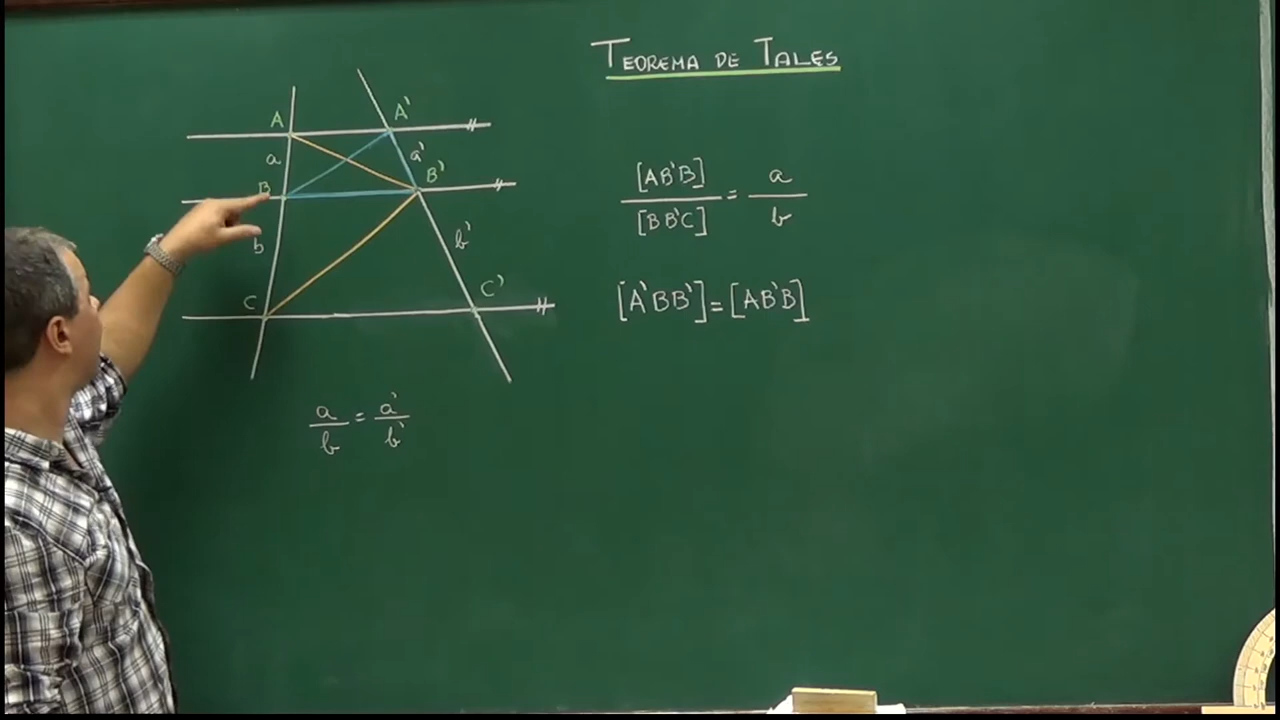 TEOREMA DE TALES
A A'
a a'
B B'
b b'
C C'
[AB'B] / [BB'C] = a / b
[A'BB'] = [AB'B]
a / b = a' / b'